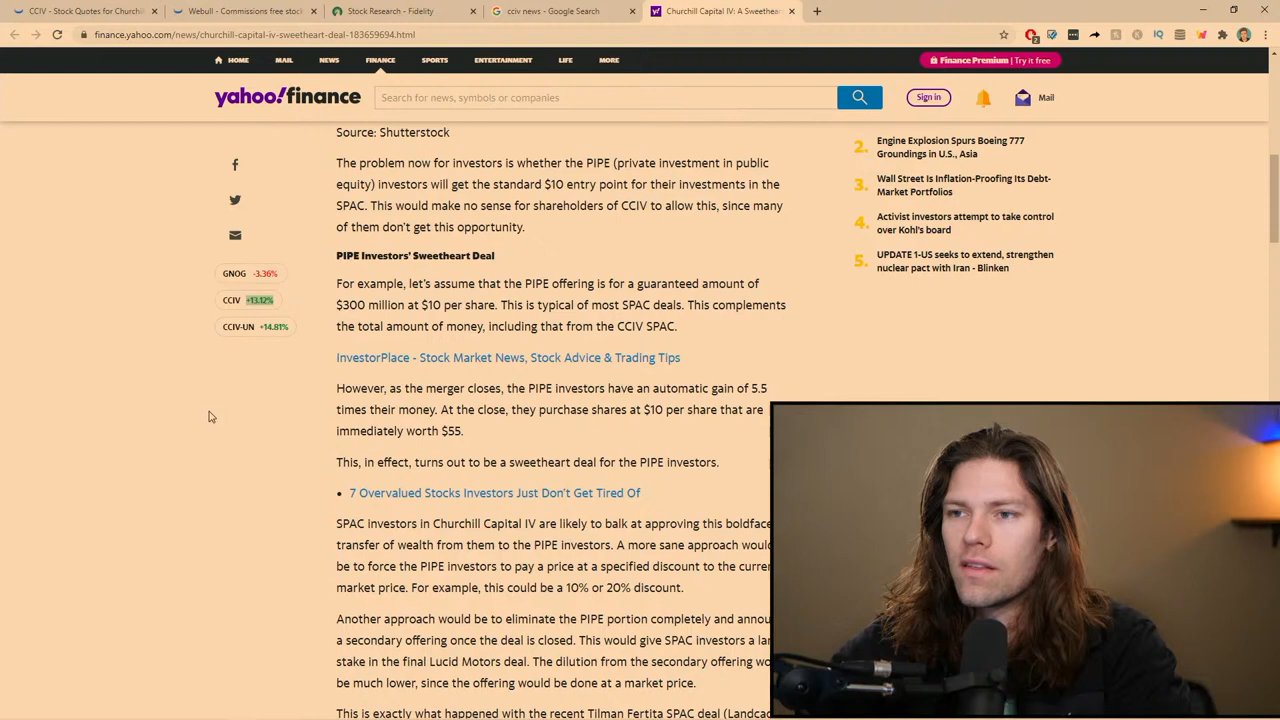 CCIV - Stock Quotes for Churchil
Webull - Commissions free stock
Stock Research - Fidelity
cciv news - Google Search
Churchill Capital IV: A Sweethear
finance.yahoo.com/news/churchill-capital-iv-sweetheart-deal-183659694.html
HOME
MAIL
NEWS
FINANCE
SPORTS
ENTERTAINMENT
LIFE
MORE
Finance Premium | Try it free
yahoo!finance
Search for news, symbols or companies
Sign in
Mail
GNOG -3.36%
CCIV +13.12%
CCIV-UN +14.81%
Source: Shutterstock
The problem now for investors is whether the PIPE (private investment in public
equity) investors will get the standard $10 entry point for their investments in the
SPAC. This would make no sense for shareholders of CCIV to allow this, since many
of them don't get this opportunity.
PIPE Investors' Sweetheart Deal
For example, let's assume that the PIPE offering is for a guaranteed amount of
$300 million at $10 per share. This is typical of most SPAC deals. This complements
the total amount of money, including that from the CCIV SPAC.
InvestorPlace - Stock Market News, Stock Advice & Trading Tips
However, as the merger closes, the PIPE investors have an automatic gain of 5.5
times their money. At the close, they purchase shares at $10 per share that are
immediately worth $55.
This, in effect, turns out to be a sweetheart deal for the PIPE investors.
• 7 Overvalued Stocks Investors Just Don't Get Tired Of
SPAC investors in Churchill Capital IV are likely to balk at approving this boldface
transfer of wealth from them to the PIPE investors. A more sane approach would
be to force the PIPE investors to pay a price at a specified discount to the curren
market price. For example, this could be a 10% or 20% discount.
Another approach would be to eliminate the PIPE portion completely and annou
a secondary offering once the deal is closed. This would give SPAC investors a lar
stake in the final Lucid Motors deal. The dilution from the secondary offering wo
be much lower, since the offering would be done at a market price.
This is exactly what happened with the recent Tilman Fertita SPAC deal (Landcad
2. Engine Explosion Spurs Boeing 777
Groundings in U.S., Asia
3. Wall Street Is Inflation-Proofing Its Debt-
Market Portfolios
4. Activist investors attempt to take control
over Kohl's board
5. UPDATE 1-US seeks to extend, strengthen
nuclear pact with Iran - Blinken